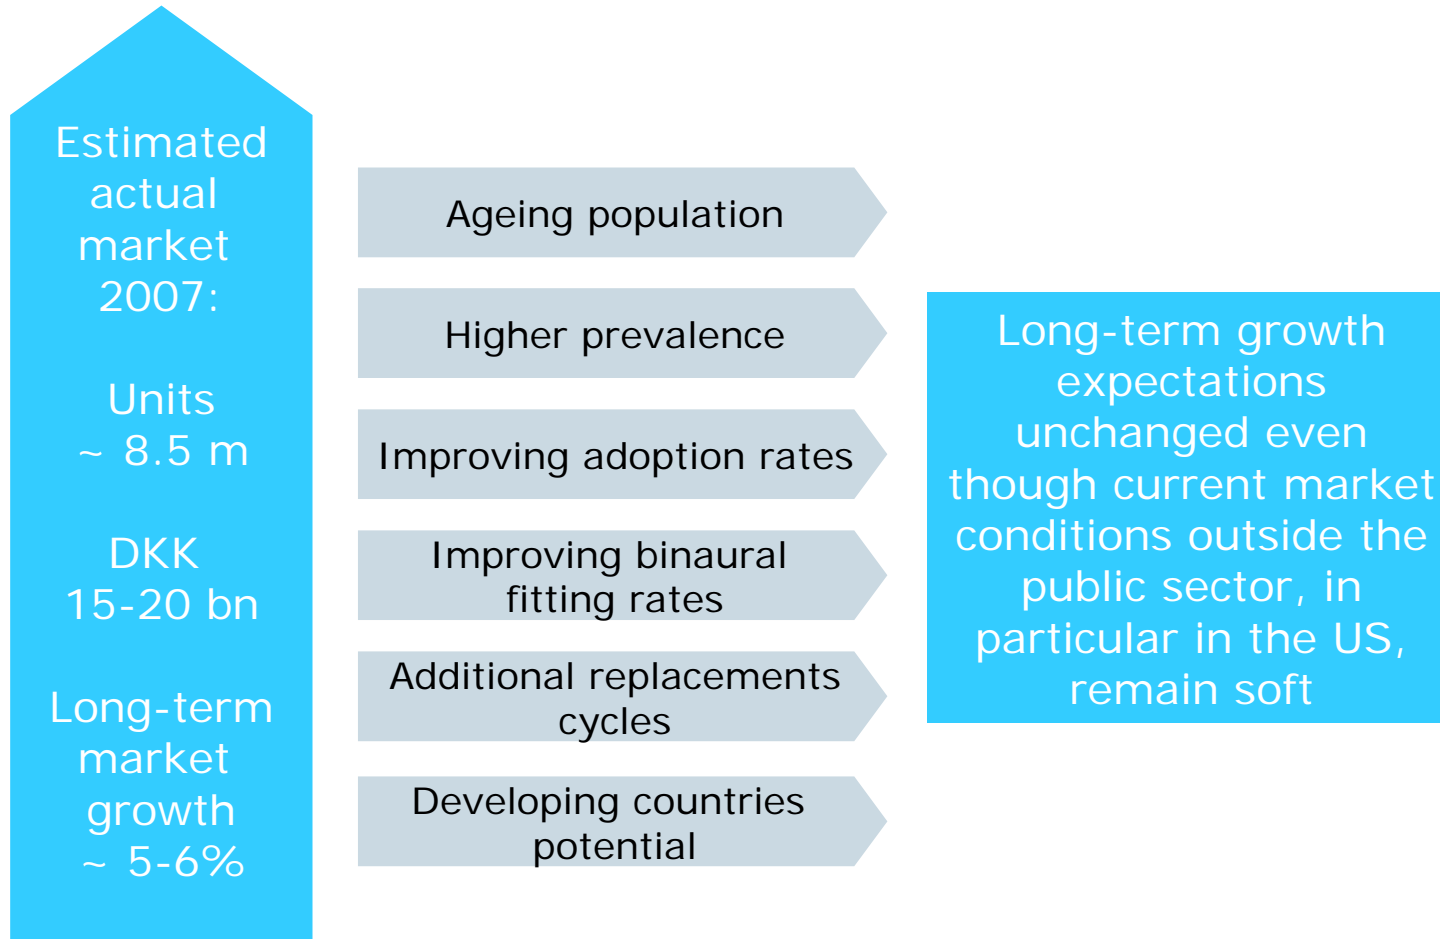 Estimated
actual
market
2007:
Units
~ 8.5 m
DKK
15-20 bn
Long-term
market
growth
~ 5-6%
Ageing population
Higher prevalence
Improving adoption rates
Improving binaural
fitting rates
Additional replacements
cycles
Developing countries
potential
Long-term growth
expectations
unchanged even
though current market
conditions outside the
public sector, in
particular in the US,
remain soft